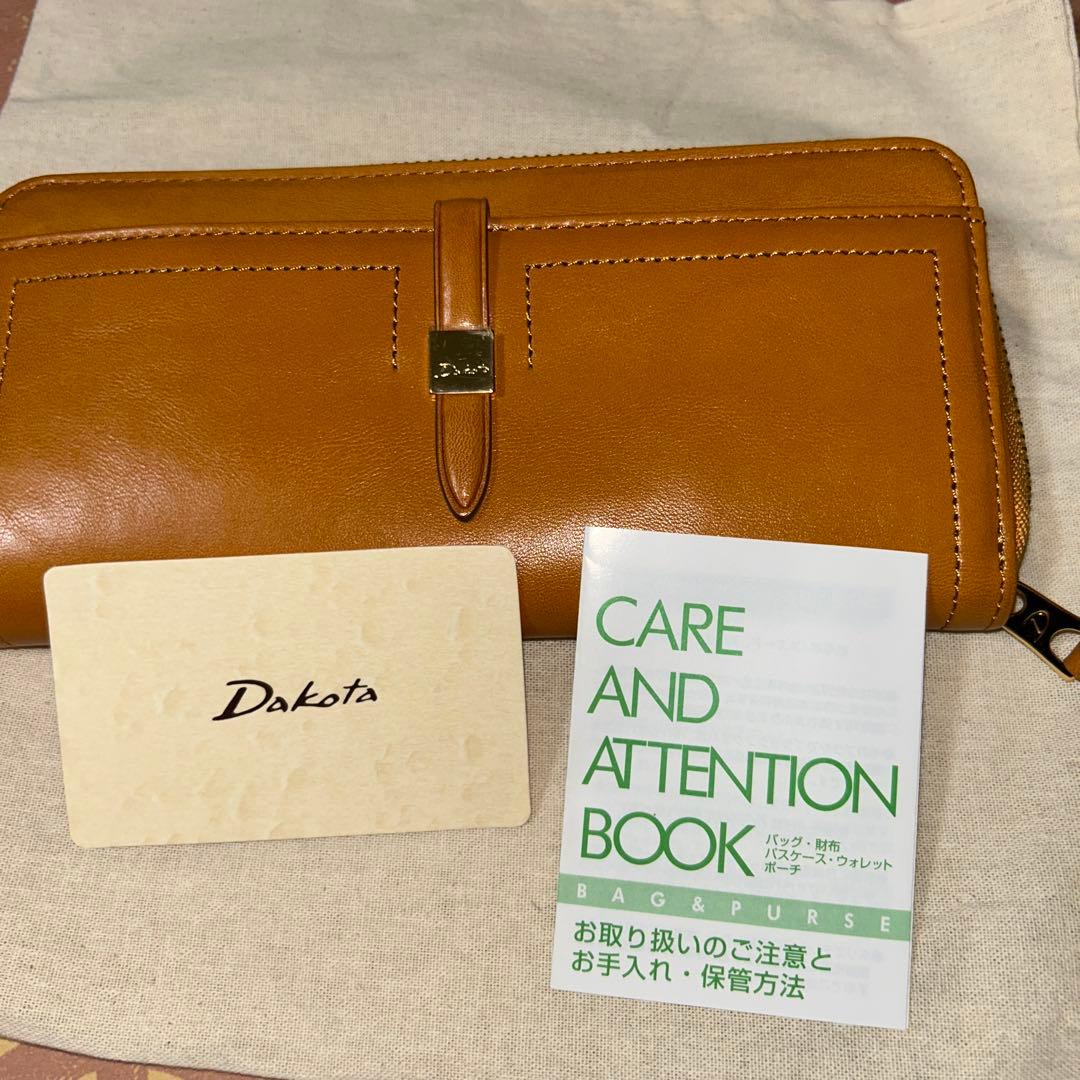 Dakota
Dakota
CARE
AND
ATTENTION
BOOK
バッグ・財布
パスケース・ウォレット
ポーチ
BAG & PURSE
お取り扱いのご注意と
お手入れ・保管方法